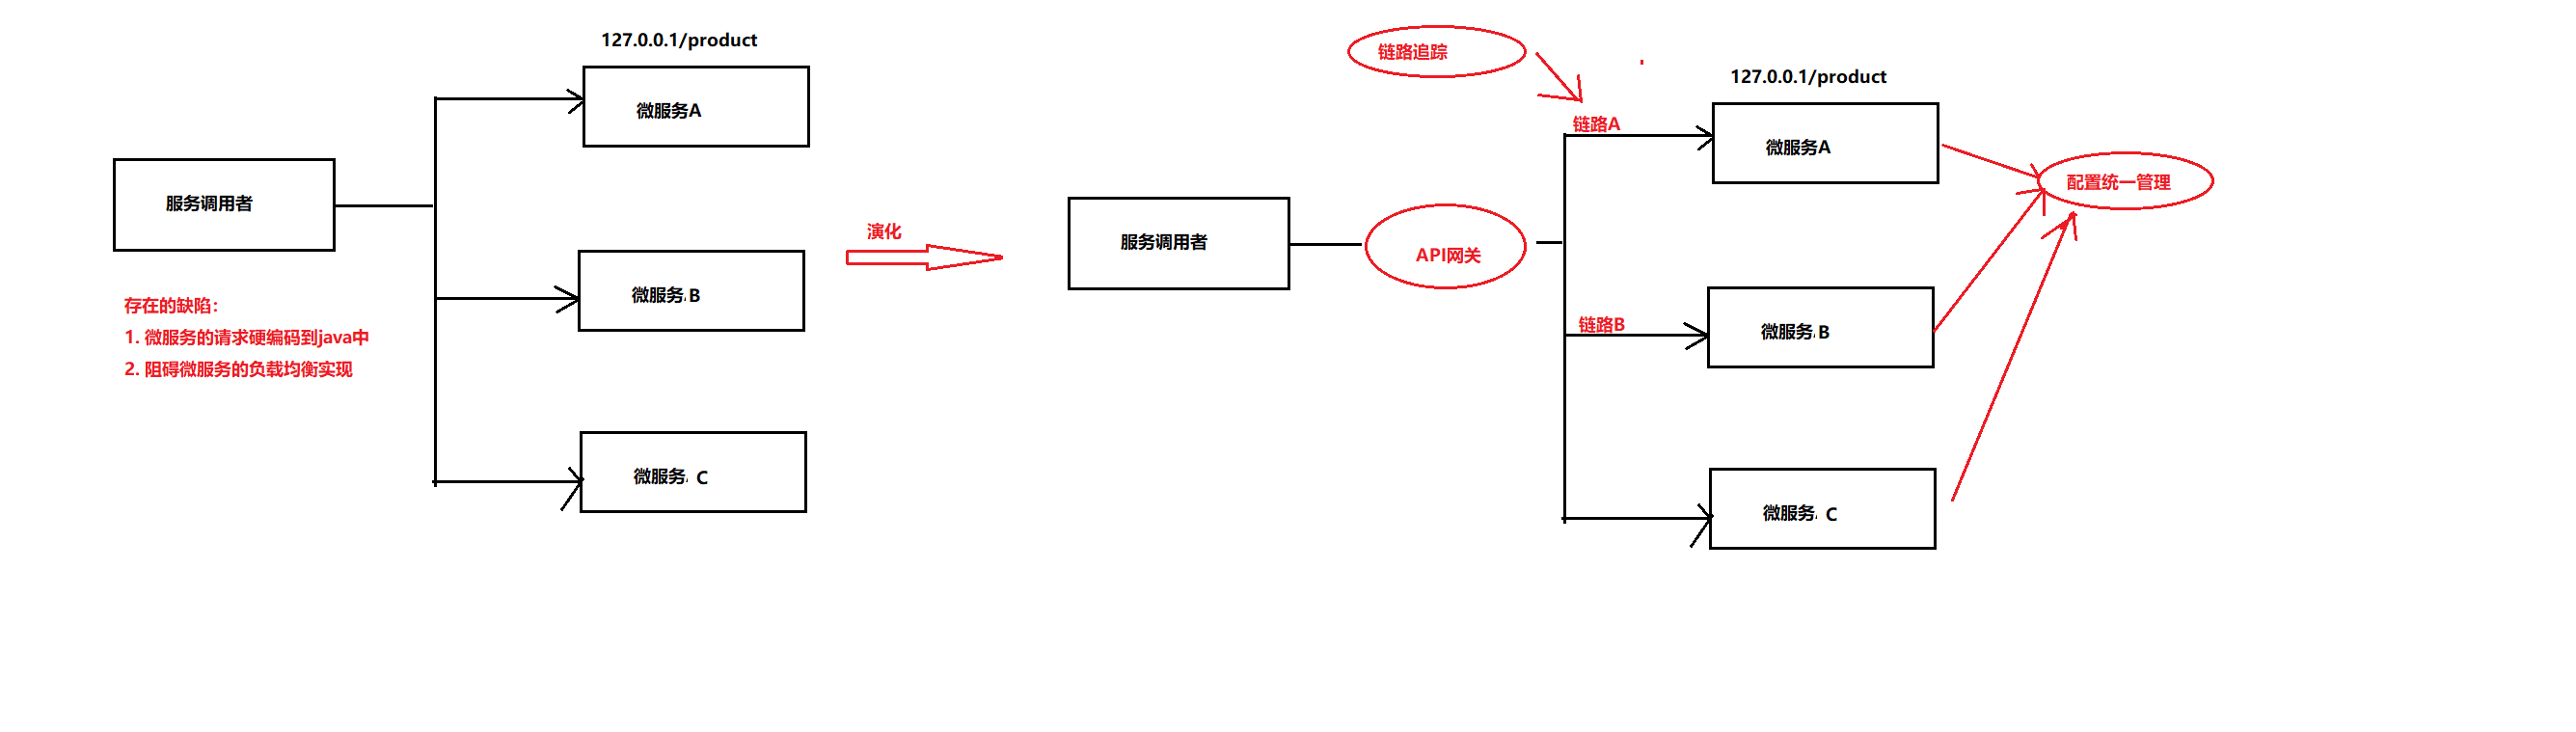 127.0.0.1/product
微服务A
服务调用者
微服务 B
微服务 C
存在的缺陷：
1. 微服务的请求硬编码到java中
2. 阻碍微服务的负载均衡实现
演化
链路追踪
127.0.0.1/product
链路A
微服务A
配置统一管理
服务调用者
API网关
链路B
微服务 B
微服务 C